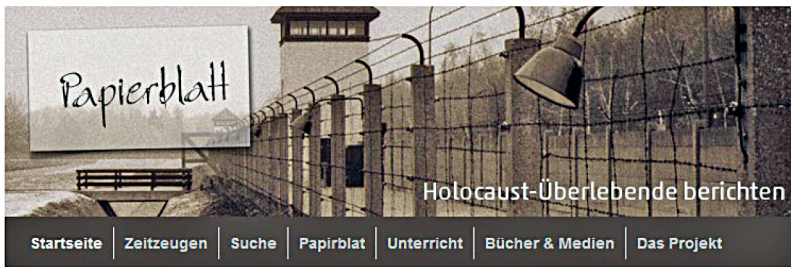 Papierblatt
Holocaust-Überlebende berichten
Startseite Zeitzeugen Suche Papirblat Unterricht Bücher & Medien Das Projekt